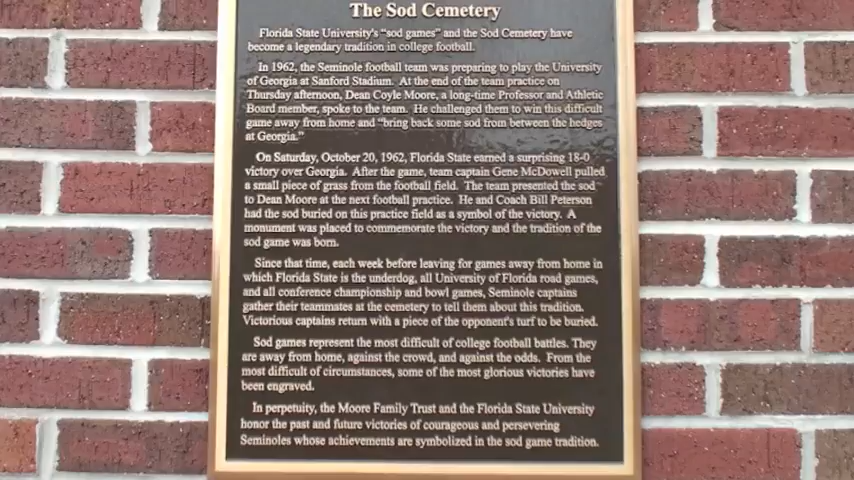 The Sod Cemetery
Florida State University's "sod games" and the Sod Cemetery have
become a legendary tradition in college football.
In 1962, the Seminole football team was preparing to play the University
of Georgia at Sanford Stadium. At the end of the team practice on
Thursday afternoon, Dean Coyle Moore, a long-time Professor and Athletic
Board member, spoke to the team. He challenged them to win this difficult
game away from home and "bring back some sod from between the hedges
at Georgia."
On Saturday, October 20, 1962, Florida State earned a surprising 18-0
victory over Georgia. After the game, team captain Gene McDowell pulled
a small piece of grass from the football field. The team presented the sod
to Dean Moore at the next football practice. He and Coach Bill Peterson
had the sod buried on this practice field as a symbol of the victory. A
monument was placed to commemorate the victory and the tradition of the
sod game was born.
Since that time, each week before leaving for games away from home in
which Florida State is the underdog, all University of Florida road games,
and all conference championship and bowl games, Seminole captains
gather their teammates at the cemetery to tell them about this tradition.
Victorious captains return with a piece of the opponent's turf to be buried.
Sod games represent the most difficult of college football battles. They
are away from home, against the crowd, and against the odds. From the
most difficult of circumstances, some of the most glorious victories have
been engraved.
In perpetuity, the Moore Family Trust and the Florida State University
honor the past and future victories of courageous and persevering
Seminoles whose achievements are symbolized in the sod game tradition.